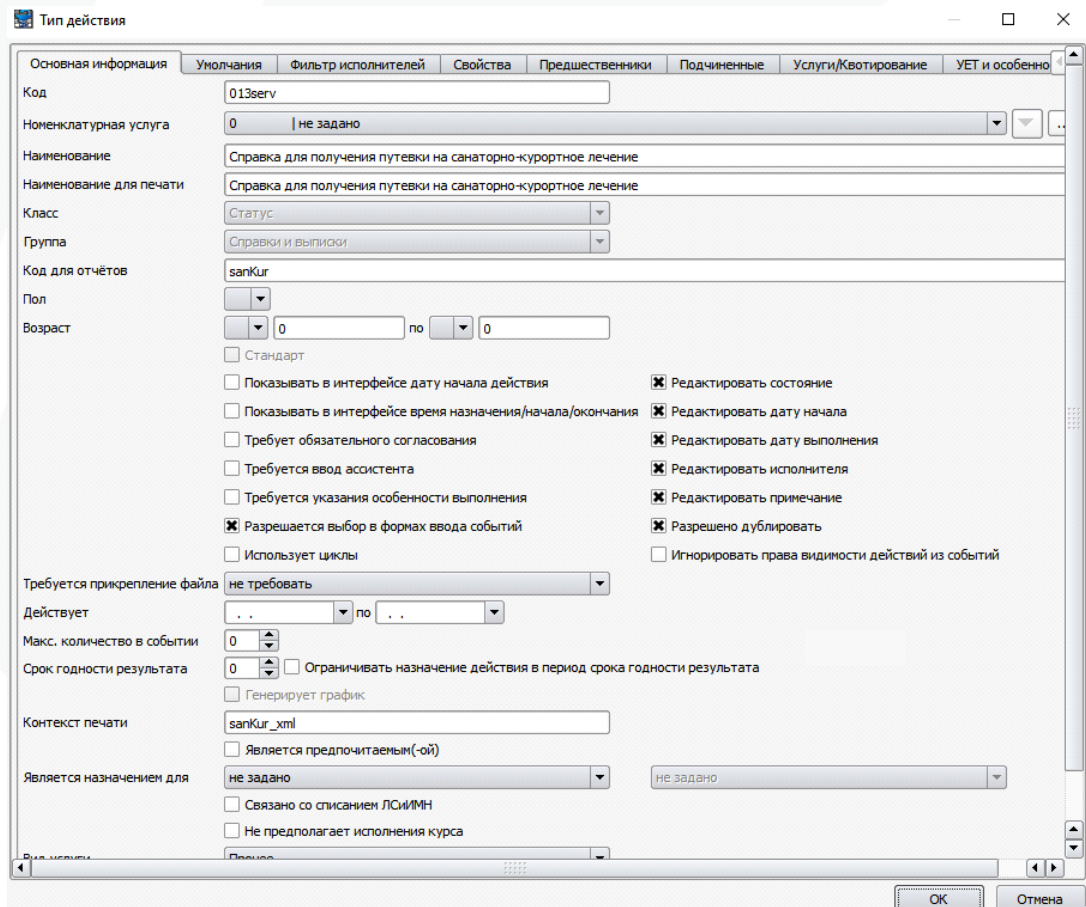 Тип действия
Основная информация Умолчания Фильтр исполнителей Свойства Предшественники Подчиненные Услуги/Квотирование УЕТ и особенно
Код 013serv
Номенклатурная услуга 0 | не задано ..
Наименование Справка для получения путевки на санаторно-курортное лечение
Наименование для печати Справка для получения путевки на санаторно-курортное лечение
Класс Статус
Группа Справки и выписки
Код для отчётов sanKur
Пол
Возраст 0 по 0
Стандарт
Показывать в интерфейсе дату начала действия Редактировать состояние
Показывать в интерфейсе время назначения/начала/окончания Редактировать дату начала
Требует обязательного согласования Редактировать дату выполнения
Требуется ввод ассистента Редактировать исполнителя
Требуется указания особенности выполнения Редактировать примечание
Разрешается выбор в формах ввода событий Разрешено дублировать
Использует циклы Игнорировать права видимости действий из событий
Требуется прикрепление файла не требовать
Действует . . по . .
Макс. количество в событии 0
Срок годности результата 0 Ограничивать назначение действия в период срока годности результата
Генерирует график
Контекст печати sanKur_xml
Является предпочитаемым(-ой)
Является назначением для не задано не задано
Связано со списанием ЛСиИМН
Не предполагает исполнения курса
Вид услуги Прочее
ОК Отмена